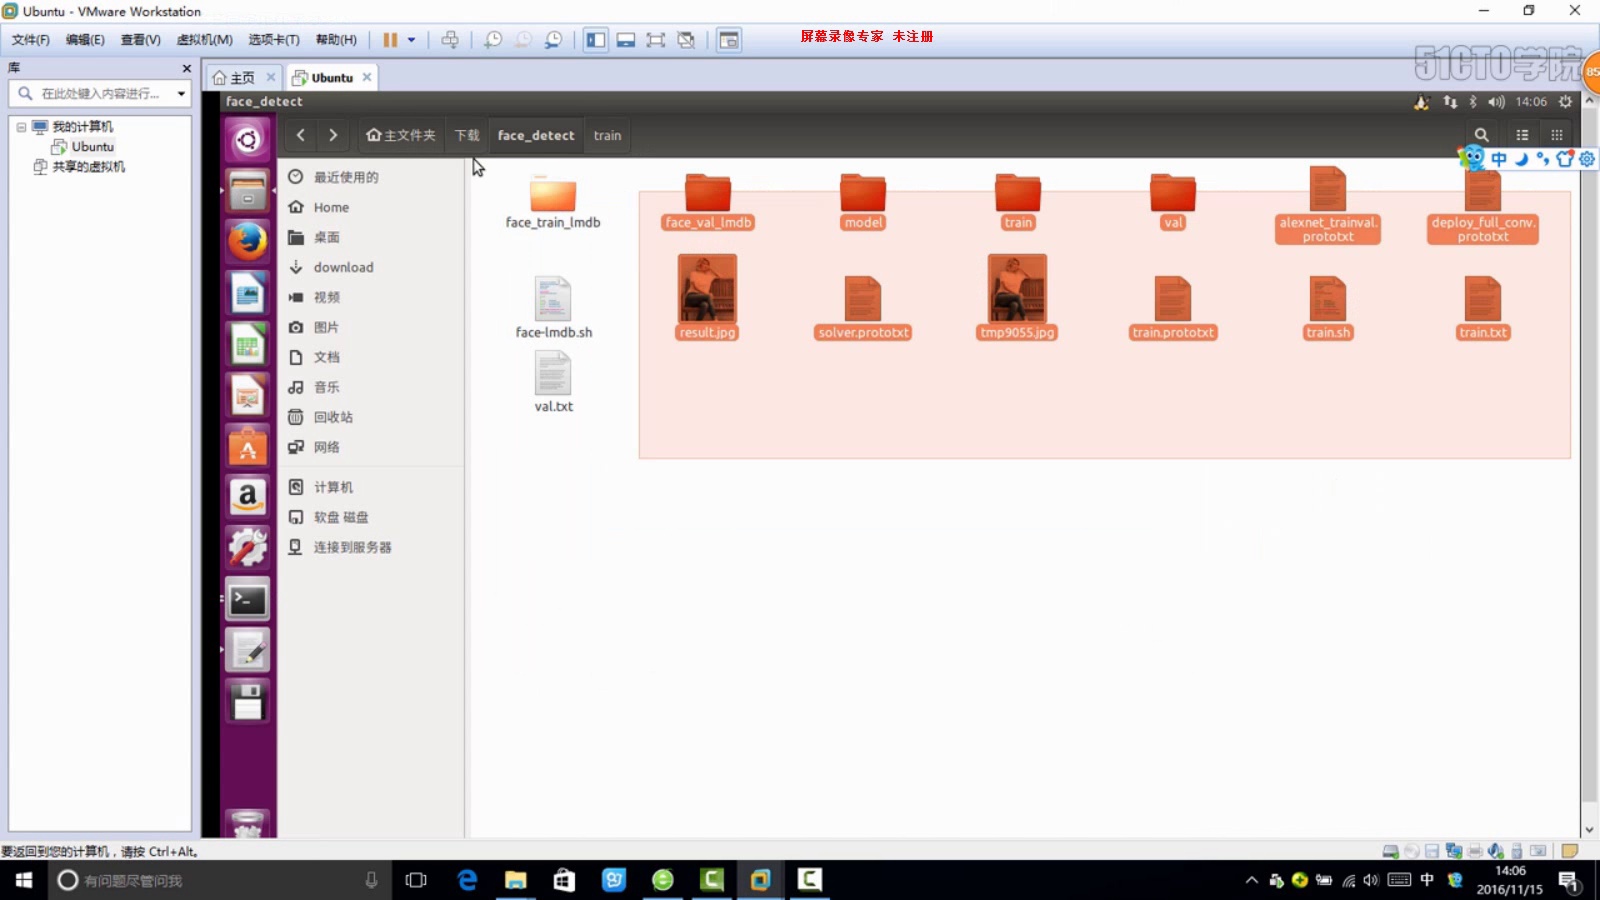 Ubuntu - VMware Workstation
文件(F) 编辑(E) 查看(V) 虚拟机(M) 选项卡(T) 帮助(H)
屏幕录像专家 未注册
51CTO学院
85
库
主页
Ubuntu
在此处键入内容进行...
我的计算机
Ubuntu
共享的虚拟机
face_detect
14:06
主文件夹 下载 face_detect train
中
最近使用的
Home
桌面
download
视频
图片
文档
音乐
回收站
网络
计算机
软盘 磁盘
连接到服务器
face_train_lmdb
face_val_lmdb
model
train
val
alexnet_trainval.
prototxt
deploy_full_conv.
prototxt
face-lmdb.sh
result.jpg
solver.prototxt
tmp9055.jpg
train.prototxt
train.sh
train.txt
val.txt
要返回到您的计算机，请按 Ctrl+Alt。
有问题尽管问我
中
14:06
2016/11/15
1